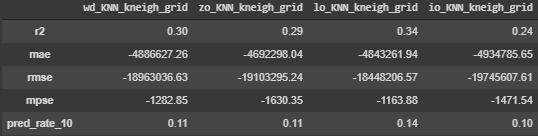 wd_KNN_kneigh_grid zo_KNN_kneigh_grid lo_KNN_kneigh_grid io_KNN_kneigh_grid
r2 0.30 0.29 0.34 0.24
mae -4886627.26 -4692298.04 -4843261.94 -4934785.65
rmse -18963036.63 -19103295.24 -18448206.57 -19745607.61
mpse -1282.85 -1630.35 -1163.88 -1471.54
pred_rate_10 0.11 0.11 0.14 0.10